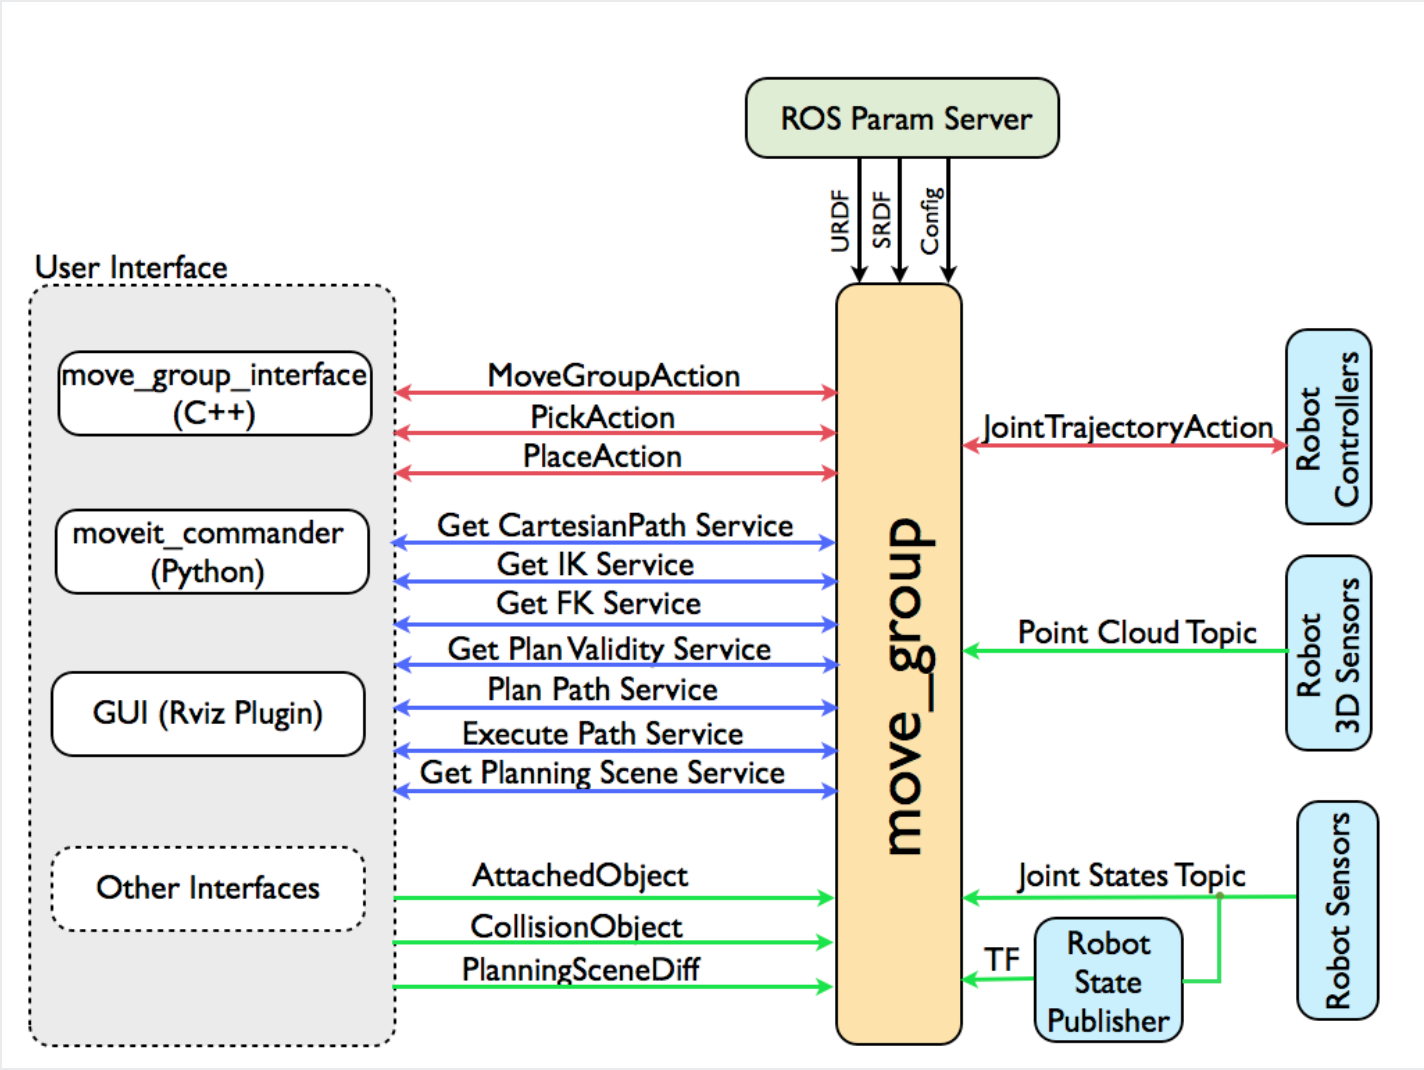 ROS Param Server
URDF
SRDF
Config
User Interface
move_group_interface
(C++)
moveit_commander
(Python)
GUI (Rviz Plugin)
Other Interfaces
MoveGroupAction
PickAction
PlaceAction
Get CartesianPath Service
Get IK Service
Get FK Service
Get Plan Validity Service
Plan Path Service
Execute Path Service
Get Planning Scene Service
AttachedObject
CollisionObject
PlanningSceneDiff
move_group
JointTrajectoryAction
Robot
Controllers
Point Cloud Topic
Robot
3D Sensors
Joint States Topic
Robot Sensors
TF
Robot
State
Publisher